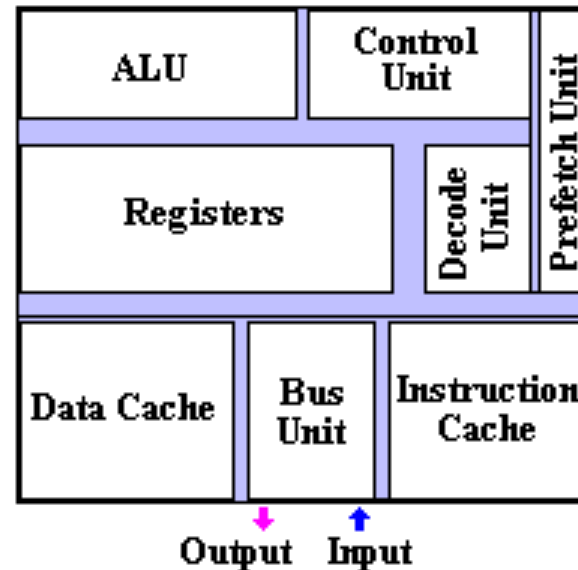 ALU
Control
Unit
Prefetch Unit
Registers
Decode
Unit
Data Cache
Bus
Unit
Instruction
Cache
Output
Input